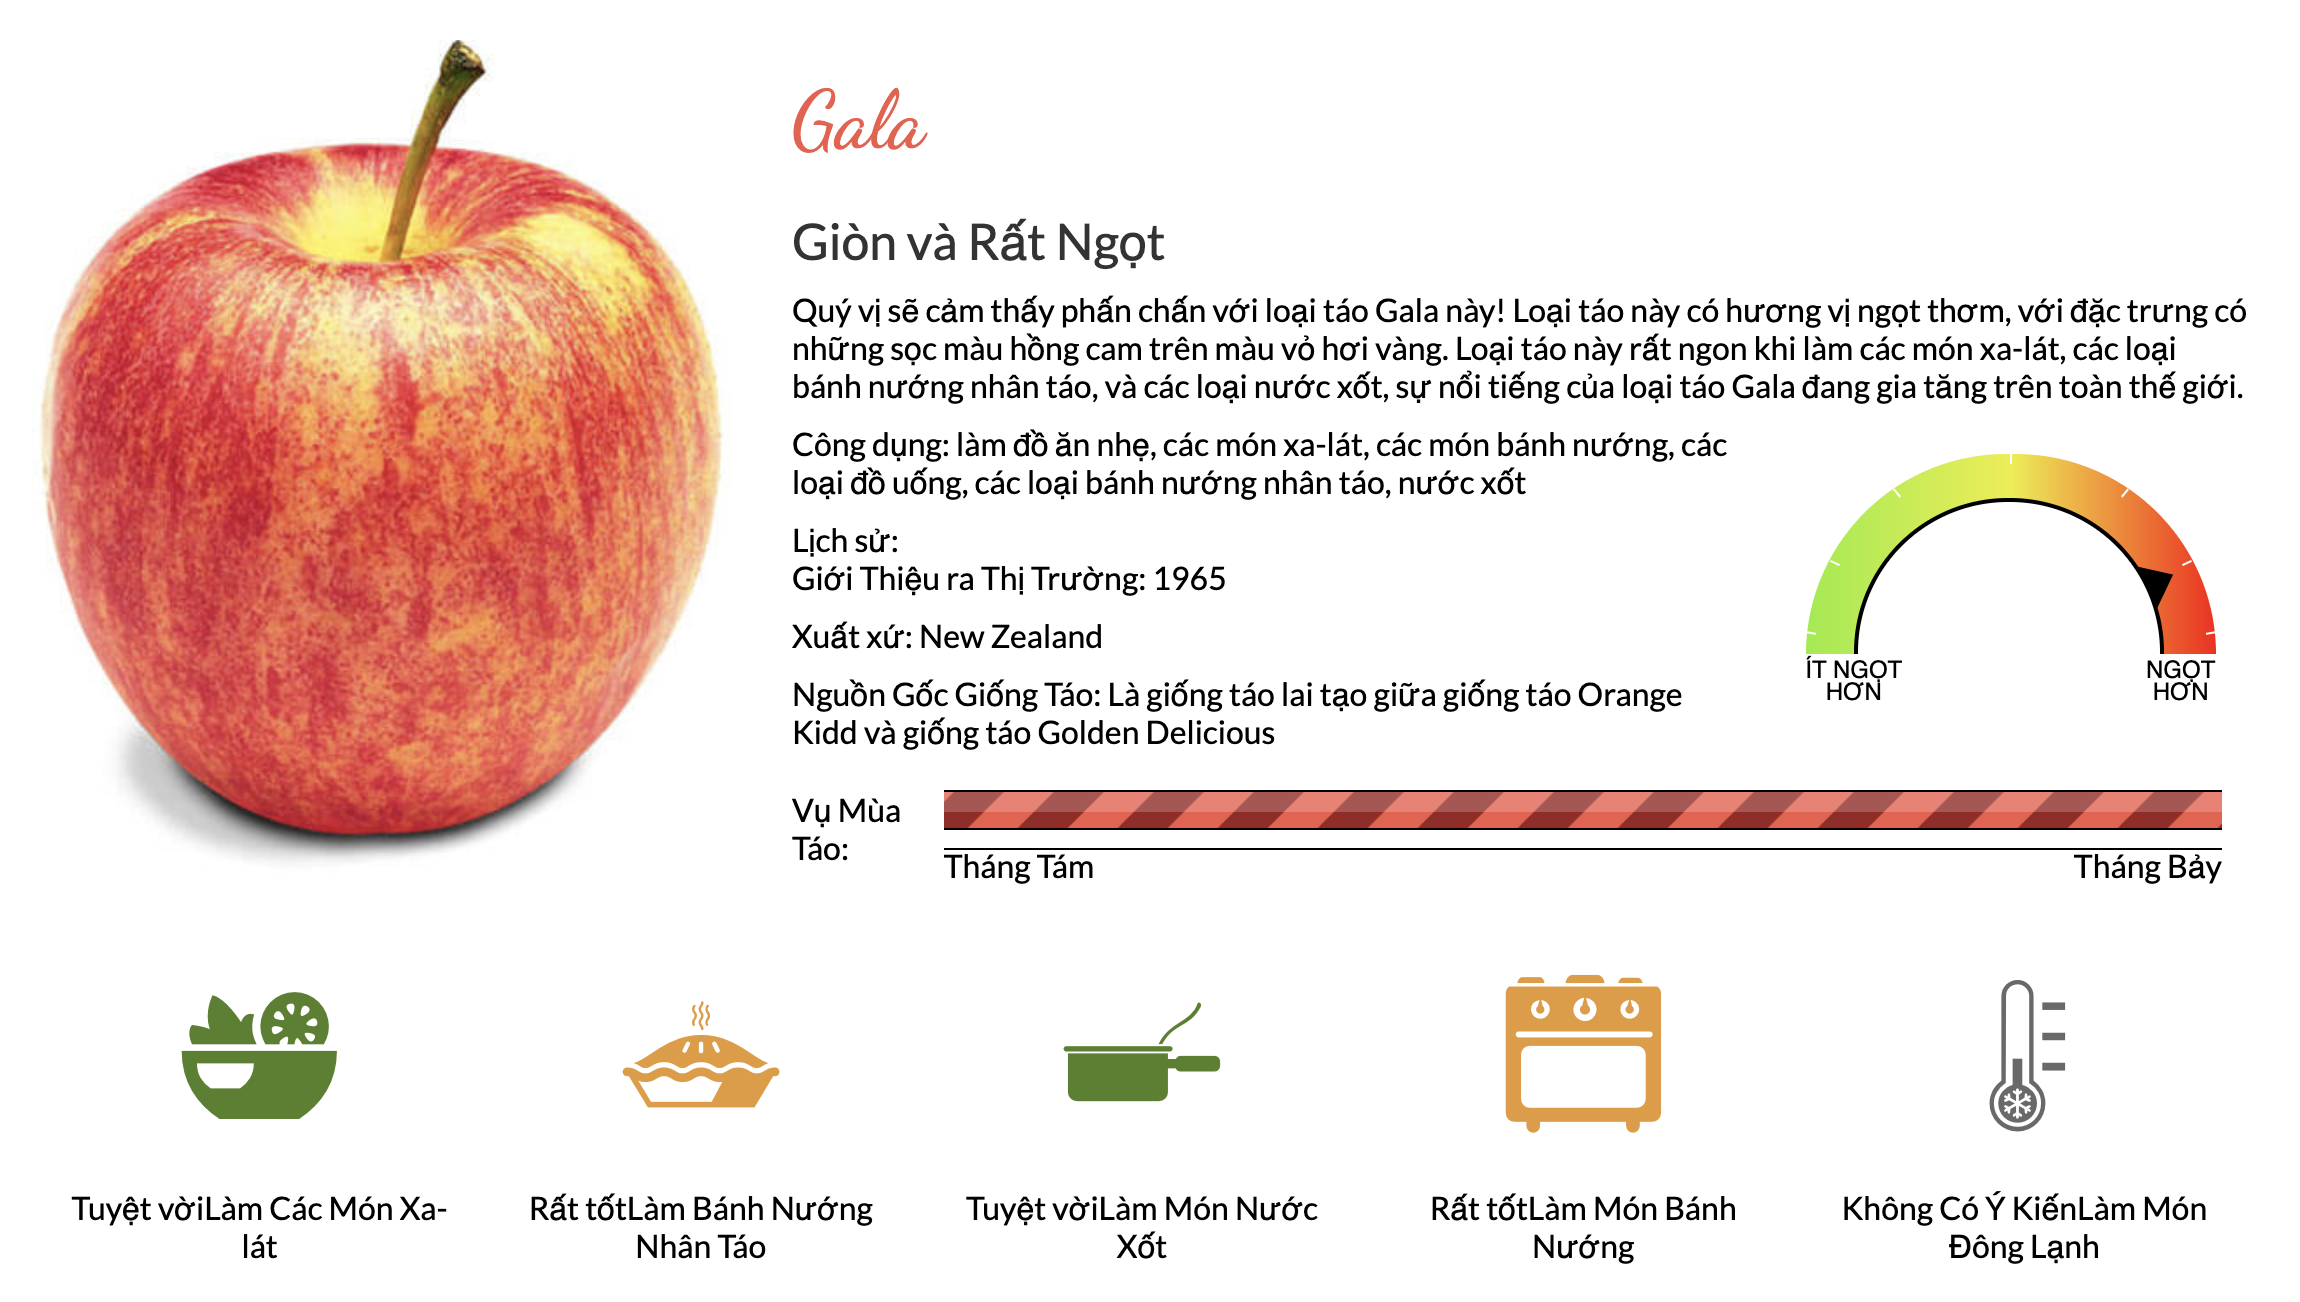 Gala
Giòn và Rất Ngọt
Quý vị sẽ cảm thấy phấn chấn với loại táo Gala này! Loại táo này có hương vị ngọt thơm, với đặc trưng có
những sọc màu hồng cam trên màu vỏ hơi vàng. Loại táo này rất ngon khi làm các món xa-lát, các loại
bánh nướng nhân táo, và các loại nước xốt, sự nổi tiếng của loại táo Gala đang gia tăng trên toàn thế giới.
Công dụng: làm đồ ăn nhẹ, các món xa-lát, các món bánh nướng, các
loại đồ uống, các loại bánh nướng nhân táo, nước xốt
Lịch sử:
Giới Thiệu ra Thị Trường: 1965
Xuất xứ: New Zealand
Nguồn Gốc Giống Táo: Là giống táo lai tạo giữa giống táo Orange
Kidd và giống táo Golden Delicious
ÍT NGỌT
HƠN
NGỌT
HƠN
Vụ Mùa
Táo:
Tháng Tám
Tháng Bảy
Tuyệt vờiLàm Các Món Xa-
lát
Rất tốtLàm Bánh Nướng
Nhân Táo
Tuyệt vờiLàm Món Nước
Xốt
Rất tốtLàm Món Bánh
Nướng
Không Có Ý KiếnLàm Món
Đông Lạnh